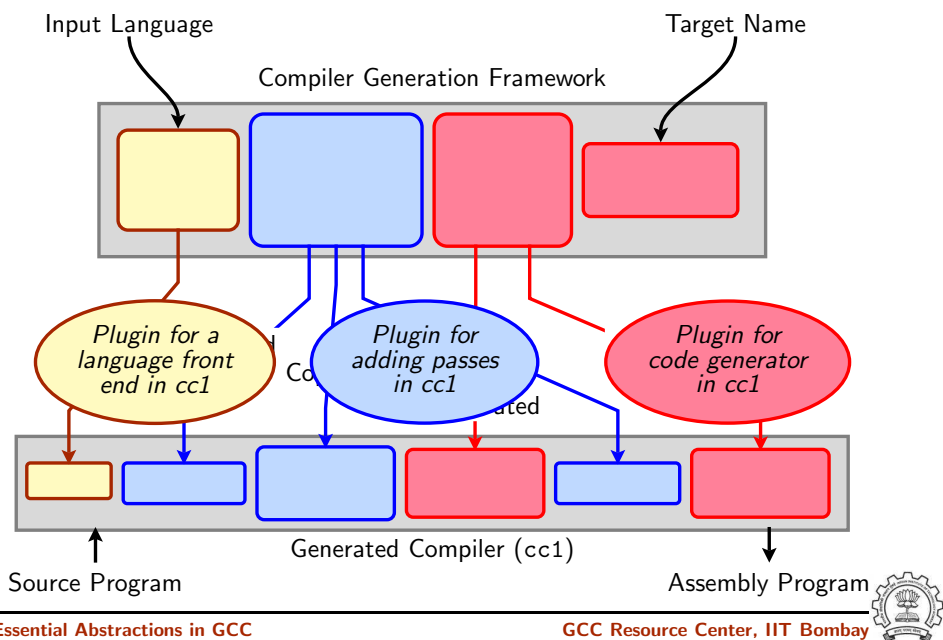 Input Language
Target Name
Compiler Generation Framework
Plugin for a
language front
end in cc1
Plugin for
adding passes
in cc1
Plugin for
code generator
in cc1
Generated Compiler (cc1)
Source Program
Assembly Program
Essential Abstractions in GCC
GCC Resource Center, IIT Bombay